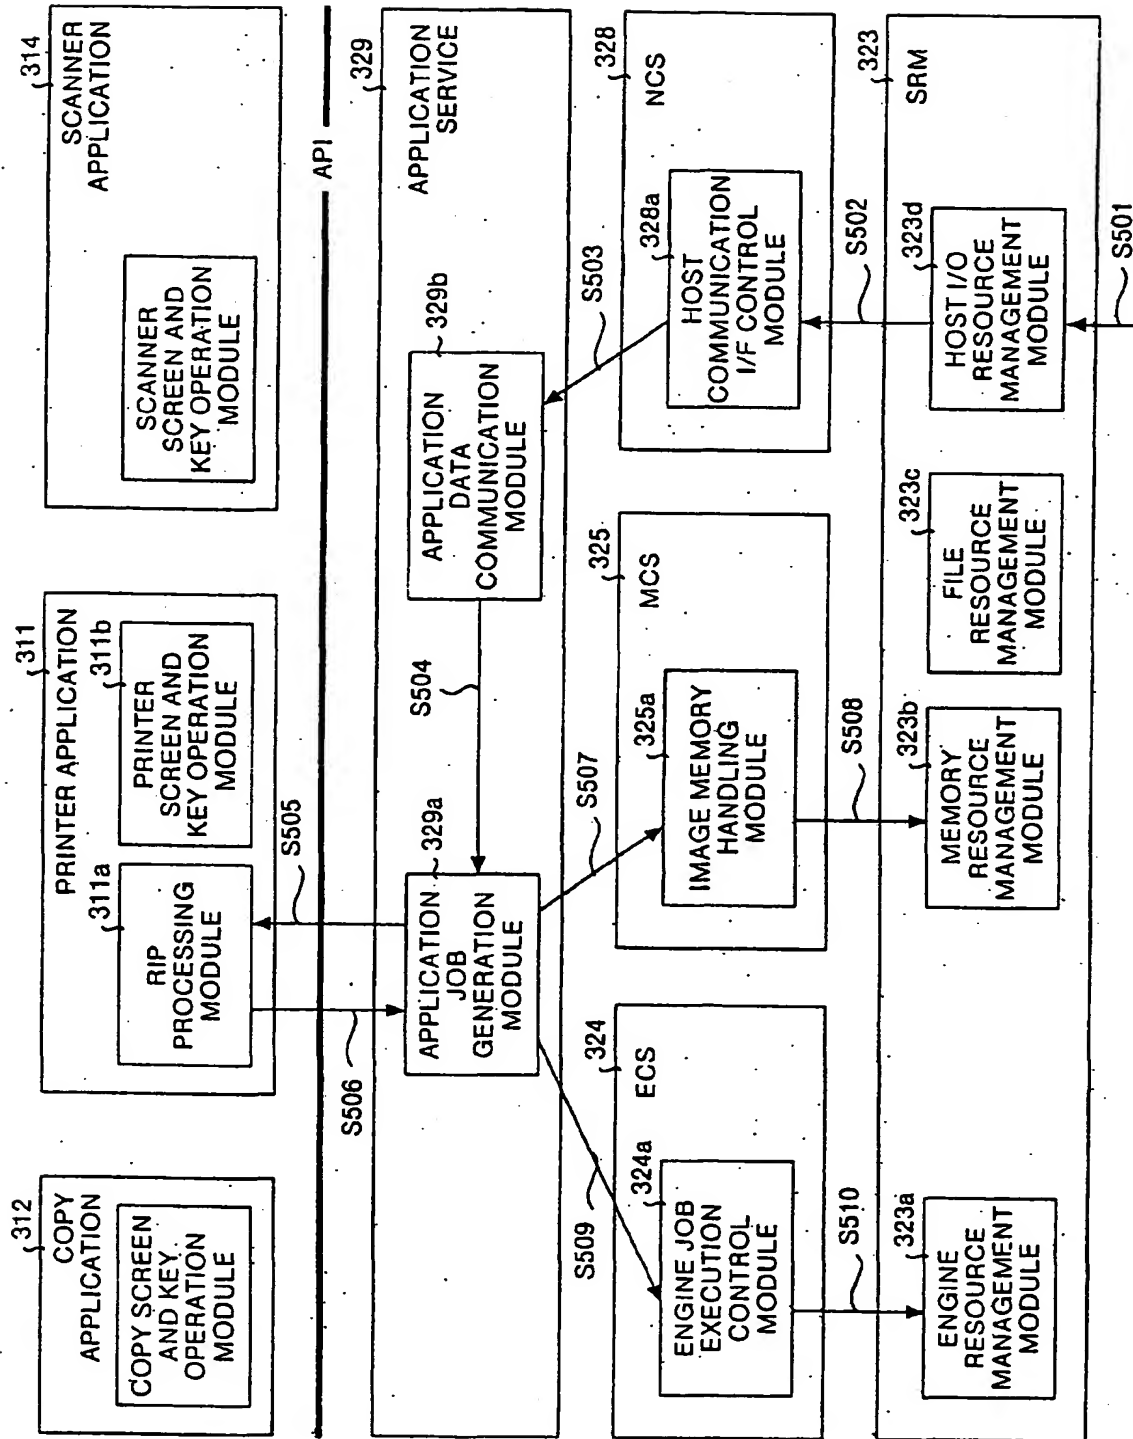 312
COPY
APPLICATION
COPY SCREEN
AND KEY
OPERATION
MODULE
311
PRINTER APPLICATION
311a
RIP
PROCESSING
MODULE
311b
PRINTER
SCREEN AND
KEY OPERATION
MODULE
314
SCANNER
APPLICATION
SCANNER
SCREEN AND
KEY OPERATION
MODULE
S506
S505
API
329
APPLICATION
SERVICE
329a
APPLICATION
JOB
GENERATION
MODULE
S504
329b
APPLICATION
DATA
COMMUNICATION
MODULE
S509
S507
S503
324
ECS
324a
ENGINE JOB
EXECUTION
CONTROL
MODULE
325
MCS
325a
IMAGE MEMORY
HANDLING
MODULE
328
NCS
328a
HOST
COMMUNICATION
I/F CONTROL
MODULE
S510
S508
S502
323
SRM
323a
ENGINE
RESOURCE
MANAGEMENT
MODULE
323b
MEMORY
RESOURCE
MANAGEMENT
MODULE
323c
FILE
RESOURCE
MANAGEMENT
MODULE
323d
HOST I/O
RESOURCE
MANAGEMENT
MODULE
S501